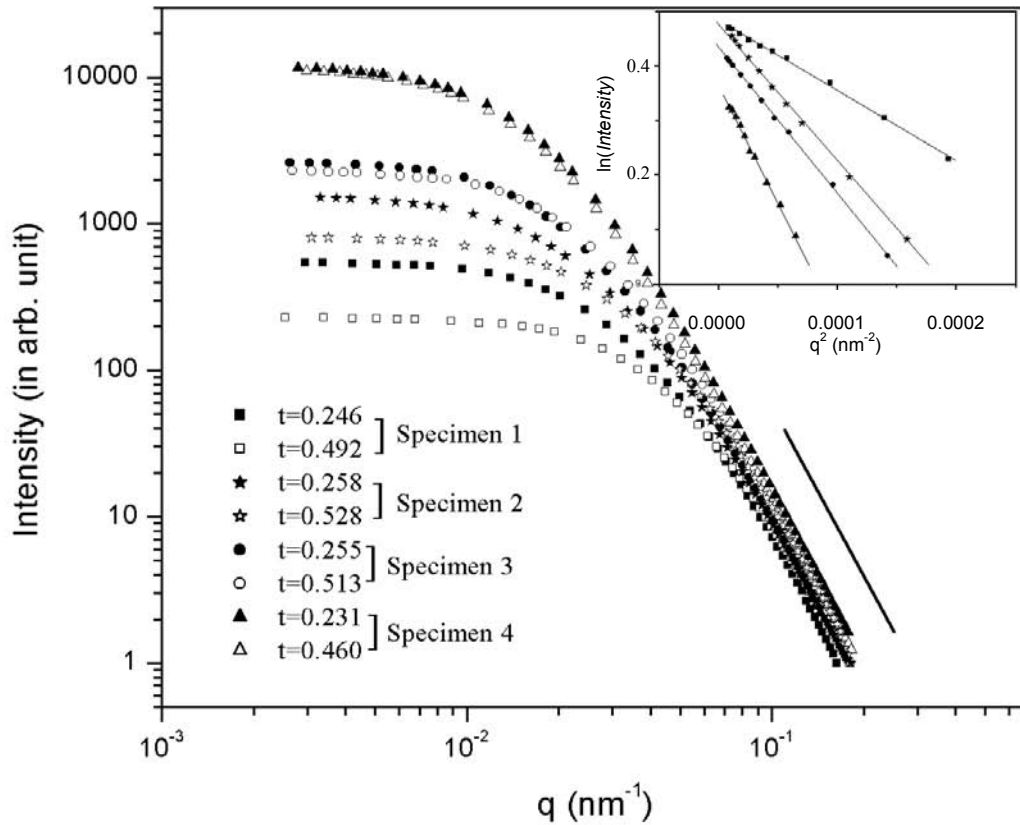 10000
1000
100
10
1
Intensity (in arb. unit)
10⁻³
10⁻²
10⁻¹
q (nm⁻¹)
t=0.246
t=0.492
Specimen 1
t=0.258
t=0.528
Specimen 2
t=0.255
t=0.513
Specimen 3
t=0.231
t=0.460
Specimen 4
0.4
0.2
ln(Intensity)
0.0000
0.0001
0.0002
q² (nm⁻²)